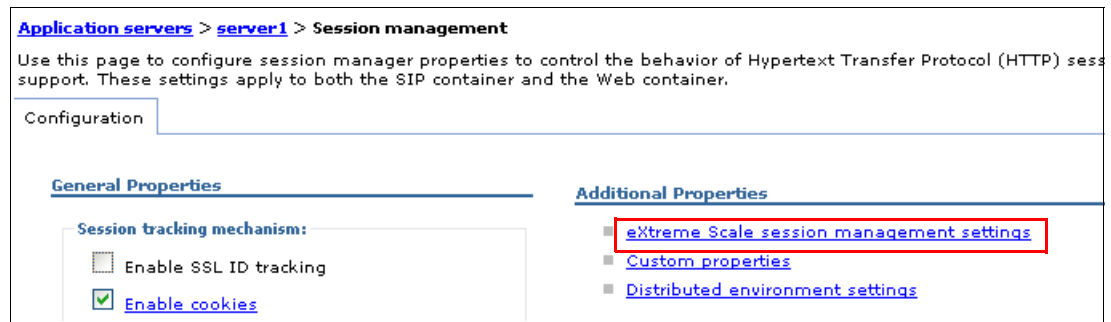 Application servers > server1 > Session management
Use this page to configure session manager properties to control the behavior of Hypertext Transfer Protocol (HTTP) sess
support. These settings apply to both the SIP container and the Web container.
Configuration
General Properties
Session tracking mechanism:
Enable SSL ID tracking
Enable cookies
Additional Properties
eXtreme Scale session management settings
Custom properties
Distributed environment settings